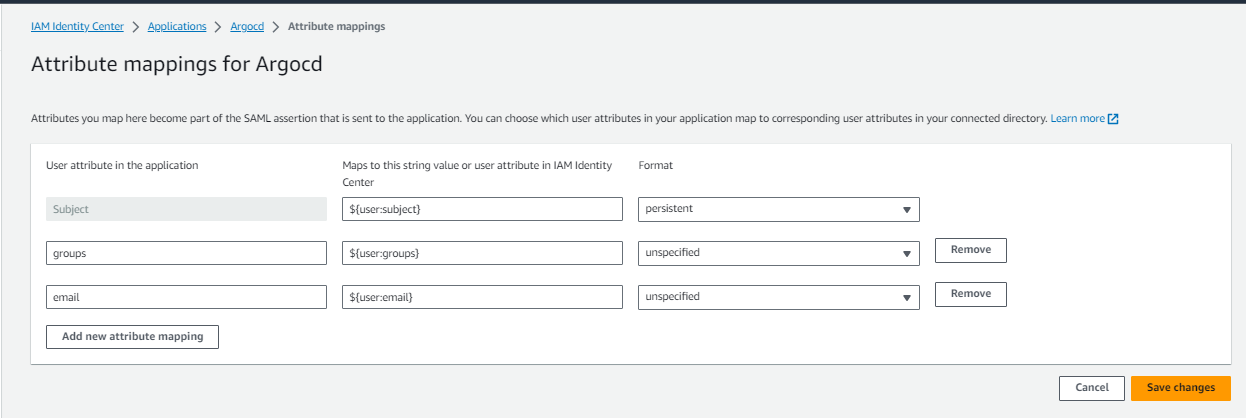 IAM Identity Center > Applications > Argocd > Attribute mappings
Attribute mappings for Argocd
Attributes you map here become part of the SAML assertion that is sent to the application. You can choose which user attributes in your application map to corresponding user attributes in your connected directory. Learn more
User attribute in the application
Maps to this string value or user attribute in IAM Identity
Center
Format
Subject
${user:subject}
persistent
groups
${user:groups}
unspecified
Remove
email
${user:email}
unspecified
Remove
Add new attribute mapping
Cancel
Save changes